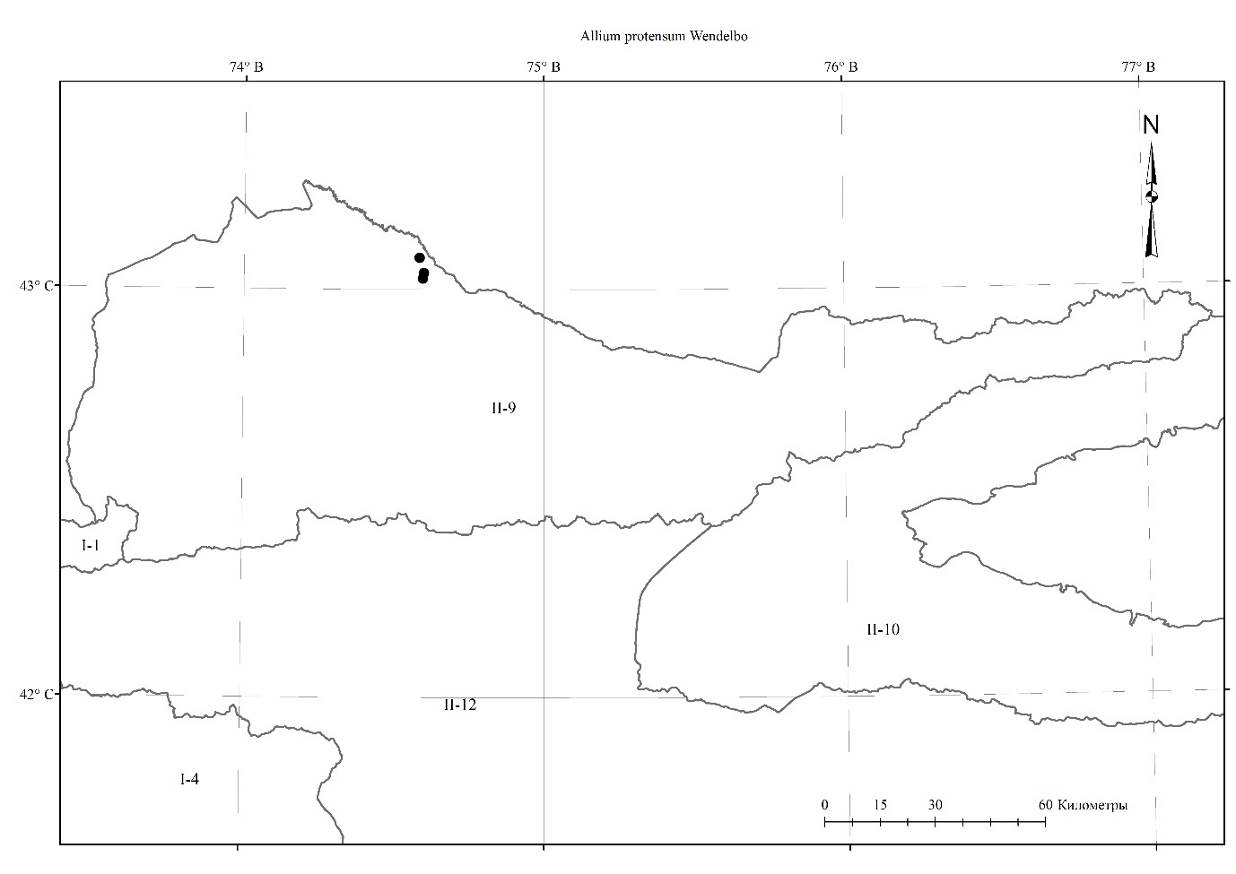 Allium protensum Wendelbo
74° В 75° В 76° В 77° В
N
43° С
II-9
I-1
II-10
42° С
II-12
I-4
0 15 30 60 Километры